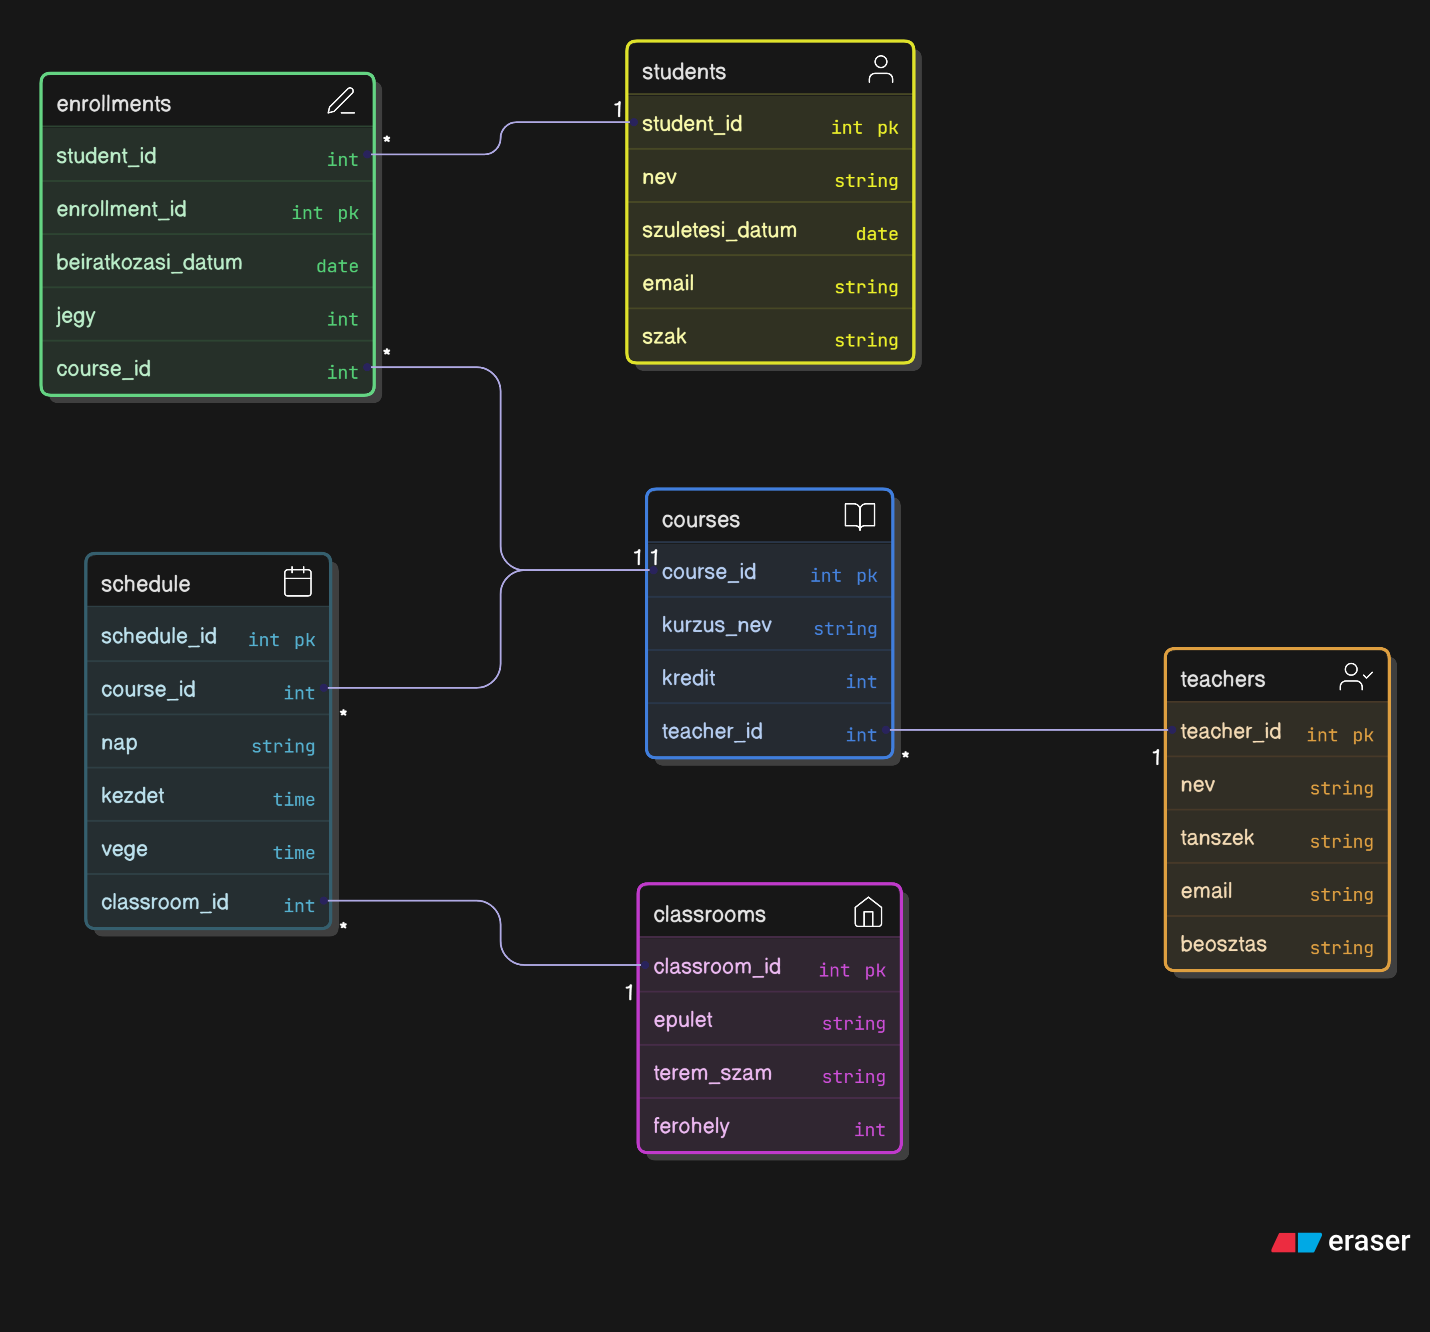 enrollments
student_id int
enrollment_id int pk
beiratkozasi_datum date
jegy int
course_id int
*
*
students
1
student_id int pk
nev string
szuletesi_datum date
email string
szak string
schedule
schedule_id int pk
course_id int
*
nap string
kezdet time
vege time
classroom_id int
*
courses
1 1
course_id int pk
kurzus_nev string
kredit int
teacher_id int
*
teachers
teacher_id int pk
1
nev string
tanszek string
email string
beosztas string
classrooms
classroom_id int pk
1
epulet string
terem_szam string
ferohely int
eraser